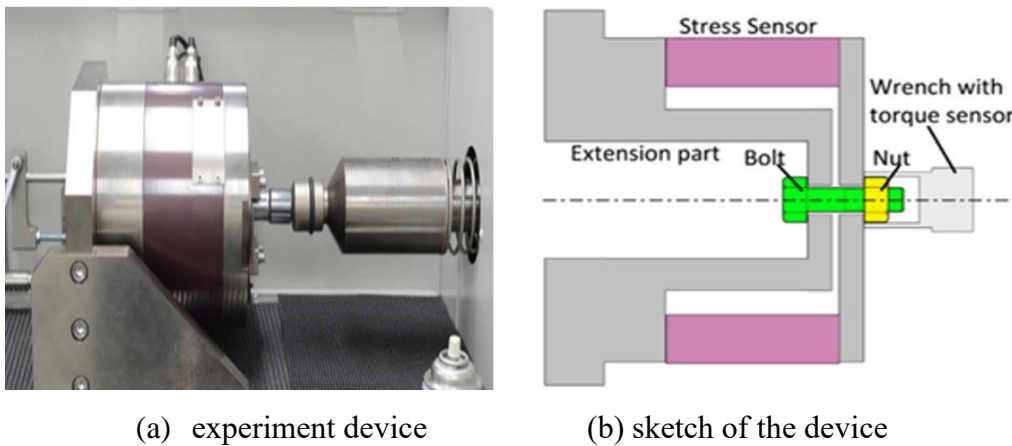 Stress Sensor
Wrench with
torque sensor
Extension part
Bolt
Nut
(a) experiment device
(b) sketch of the device